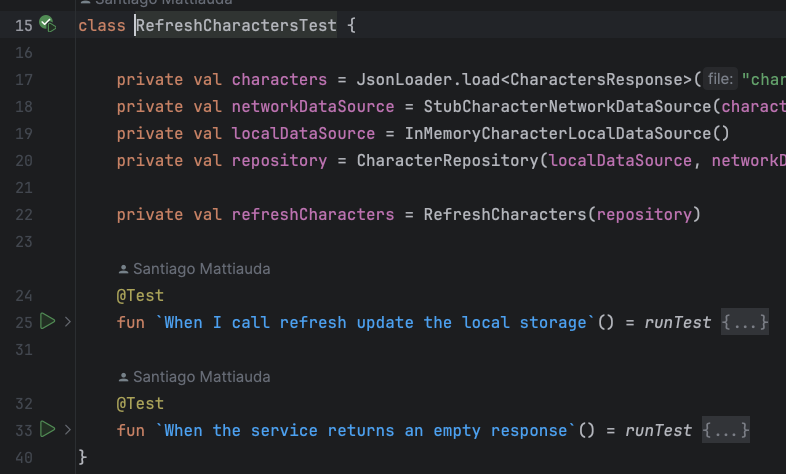 Santiago Mattiauda
15 class RefreshCharactersTest {
16
17 private val characters = JsonLoader.load<CharactersResponse>( file: "char
18 private val networkDataSource = StubCharacterNetworkDataSource(charact
19 private val localDataSource = InMemoryCharacterLocalDataSource()
20 private val repository = CharacterRepository(localDataSource, networkD
21
22 private val refreshCharacters = RefreshCharacters(repository)
23
Santiago Mattiauda
24 @Test
25 fun `When I call refresh update the local storage`() = runTest {...}
31
Santiago Mattiauda
32 @Test
33 fun `When the service returns an empty response`() = runTest {...}
40 }